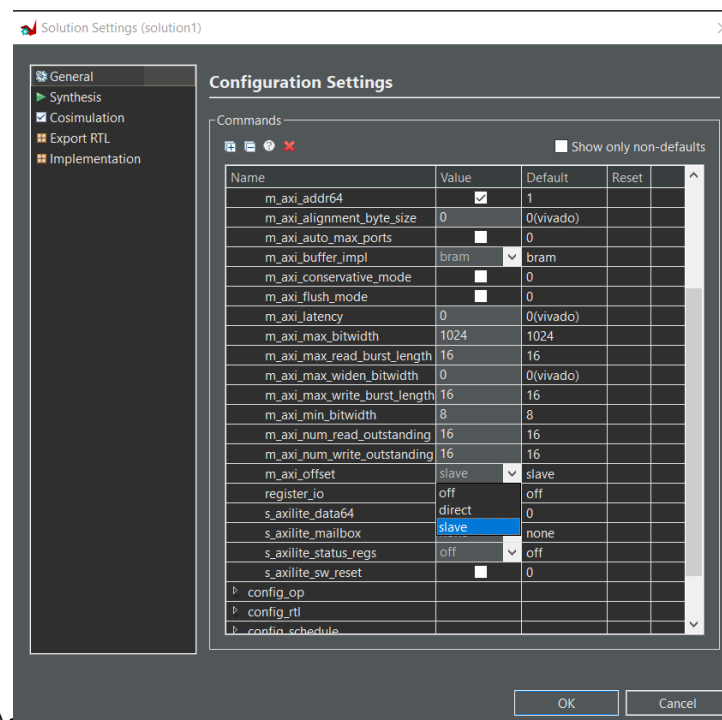 Solution Settings (solution1)
General
Synthesis
Cosimulation
Export RTL
Implementation
Configuration Settings
Commands
Show only non-defaults
Name Value Default Reset
m_axi_addr64 1
m_axi_alignment_byte_size 0 0(vivado)
m_axi_auto_max_ports 0
m_axi_buffer_impl bram bram
m_axi_conservative_mode 0
m_axi_flush_mode 0
m_axi_latency 0 0(vivado)
m_axi_max_bitwidth 1024 1024
m_axi_max_read_burst_length 16 16
m_axi_max_widen_bitwidth 0 0(vivado)
m_axi_max_write_burst_length 16 16
m_axi_min_bitwidth 8 8
m_axi_num_read_outstanding 16 16
m_axi_num_write_outstanding 16 16
m_axi_offset slave slave
register_io off off
s_axilite_data64 direct 0
s_axilite_mailbox slave none
s_axilite_status_regs off off
s_axilite_sw_reset 0
config_op
config_rtl
config_schedule
OK Cancel